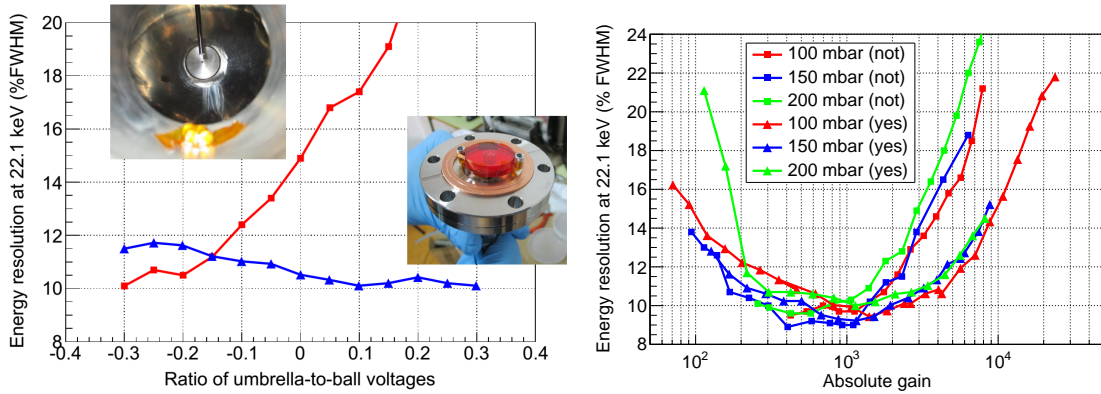 Energy resolution at 22.1 keV (%FWHM)
20
18
16
14
12
10
8
-0.4 -0.3 -0.2 -0.1 0 0.1 0.2 0.3 0.4
Ratio of umbrella-to-ball voltages
Energy resolution at 22.1 keV (% FWHM)
24
22
20
18
16
14
12
10
8
100 mbar (not)
150 mbar (not)
200 mbar (not)
100 mbar (yes)
150 mbar (yes)
200 mbar (yes)
10² 10³ 10⁴
Absolute gain